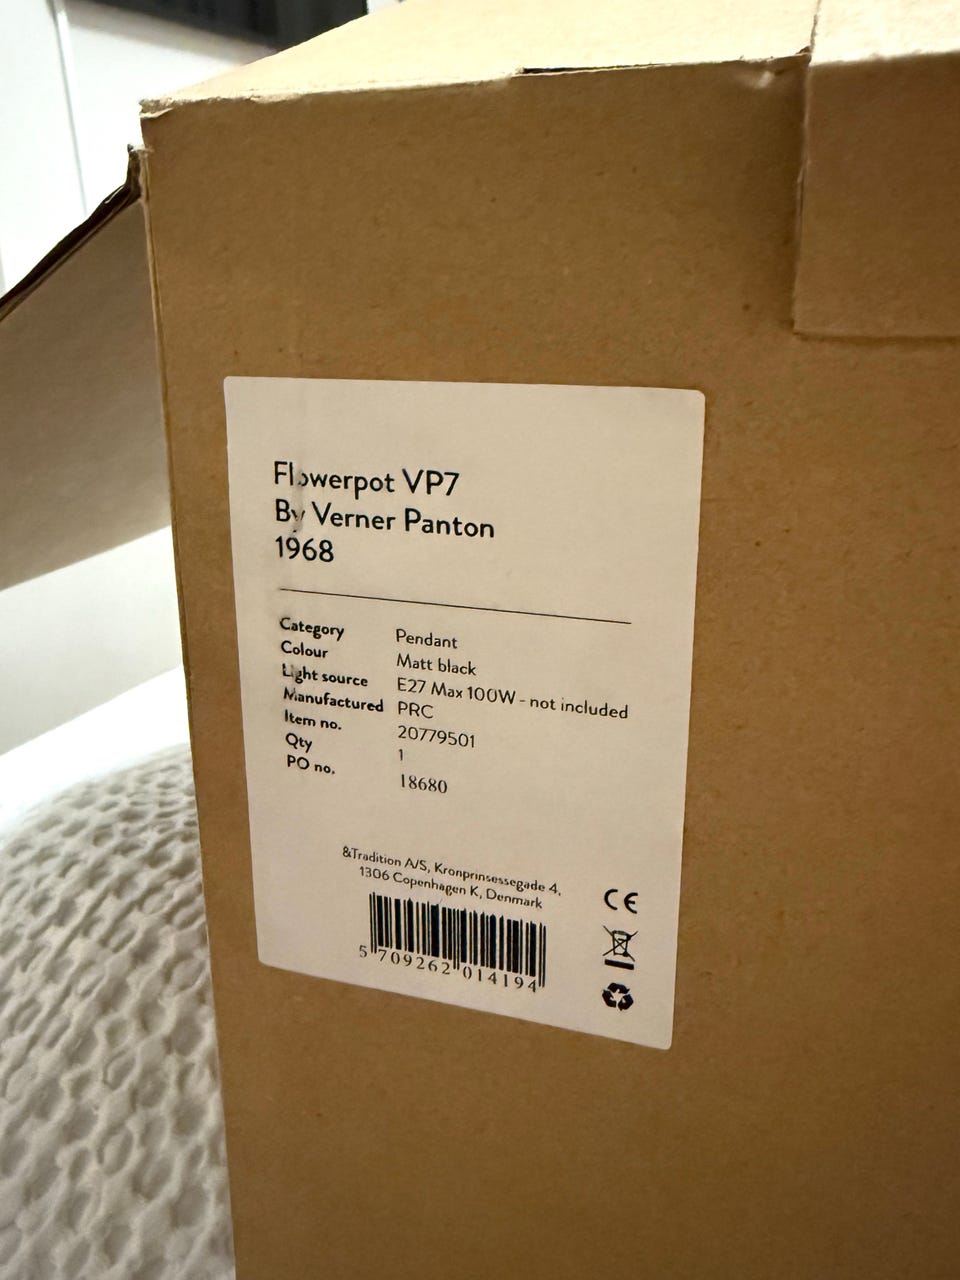 Flowerpot VP7
By Verner Panton
1968
Category Pendant
Colour Matt black
Light source E27 Max 100W - not included
Manufactured PRC
Item no. 20779501
Qty 1
PO no. 18680
&Tradition A/S, Kronprinsessegade 4,
1306 Copenhagen K, Denmark
CE
5 709262 014194